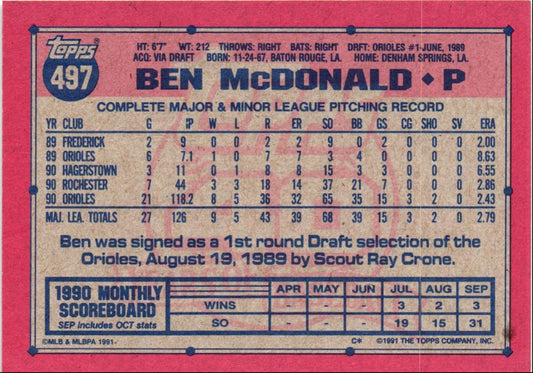 topps
497
HT: 6'7" WT: 212 THROWS: RIGHT BATS: RIGHT DRFT: ORIOLES #1-JUNE, 1989
ACQ: VIA DRAFT BORN: 11-24-67, BATON ROUGE, LA. HOME: DENHAM SPRINGS, LA.
BEN McDONALD ♦ P
COMPLETE MAJOR & MINOR LEAGUE PITCHING RECORD
YR CLUB G IP W L R ER SO BB GS CG SHO SV ERA
89 FREDERICK 2 9 0 0 2 2 9 0 2 0 0 0 2.00
89 ORIOLES 6 7.1 1 0 7 7 3 4 0 0 0 0 8.63
90 HAGERSTOWN 3 11 0 1 8 8 15 3 3 0 0 0 6.55
90 ROCHESTER 7 44 3 3 18 14 37 21 7 0 0 0 2.86
90 ORIOLES 21 118.2 8 5 36 32 65 35 15 3 2 0 2.43
MAJ. LEA. TOTALS 27 126 9 5 43 39 68 39 15 3 2 0 2.79
Ben was signed as a 1st round Draft selection of the
Orioles, August 19, 1989 by Scout Ray Crone.
1990 MONTHLY
SCOREBOARD
SEP includes OCT stats
APR MAY JUN JUL AUG SEP
WINS - - - 3 2 3
SO - - - 19 15 31
©MLB & MLBPA 1991 C* ©1991 THE TOPPS COMPANY, INC.